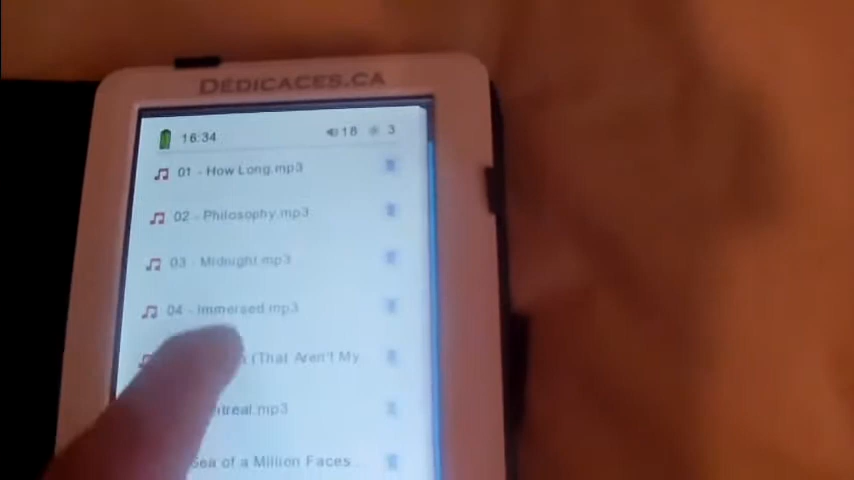 DEDICACES.CA
16:34 18 3
01 - How Long.mp3
02 - Philosophy.mp3
03 - Midnight.mp3
04 - Immersed.mp3
(That Aren't My...
treal.mp3
Sea of a Million Faces...